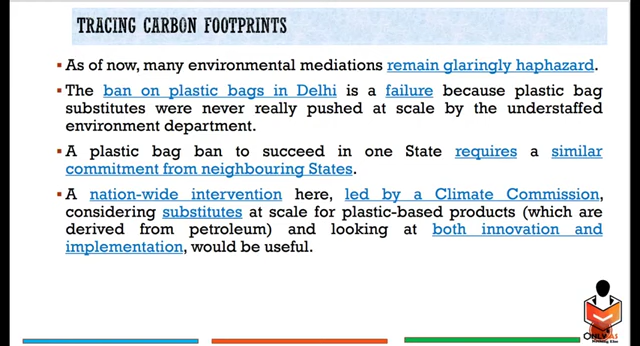 TRACING CARBON FOOTPRINTS
▪ As of now, many environmental mediations remain glaringly haphazard.
▪ The ban on plastic bags in Delhi is a failure because plastic bag
substitutes were never really pushed at scale by the understaffed
environment department.
▪ A plastic bag ban to succeed in one State requires a similar
commitment from neighbouring States.
▪ A nation-wide intervention here, led by a Climate Commission,
considering substitutes at scale for plastic-based products (which are
derived from petroleum) and looking at both innovation and
implementation, would be useful.
ONLY IAS
Nothing Else